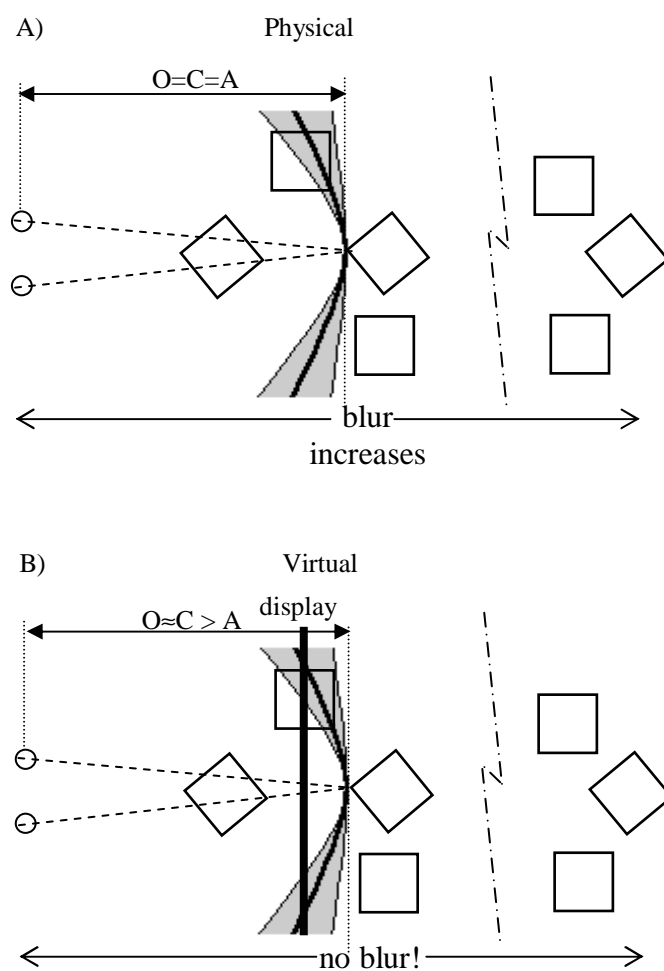 A)
Physical
O=C=A
blur
increases
B)
Virtual
display
O≈C > A
no blur!